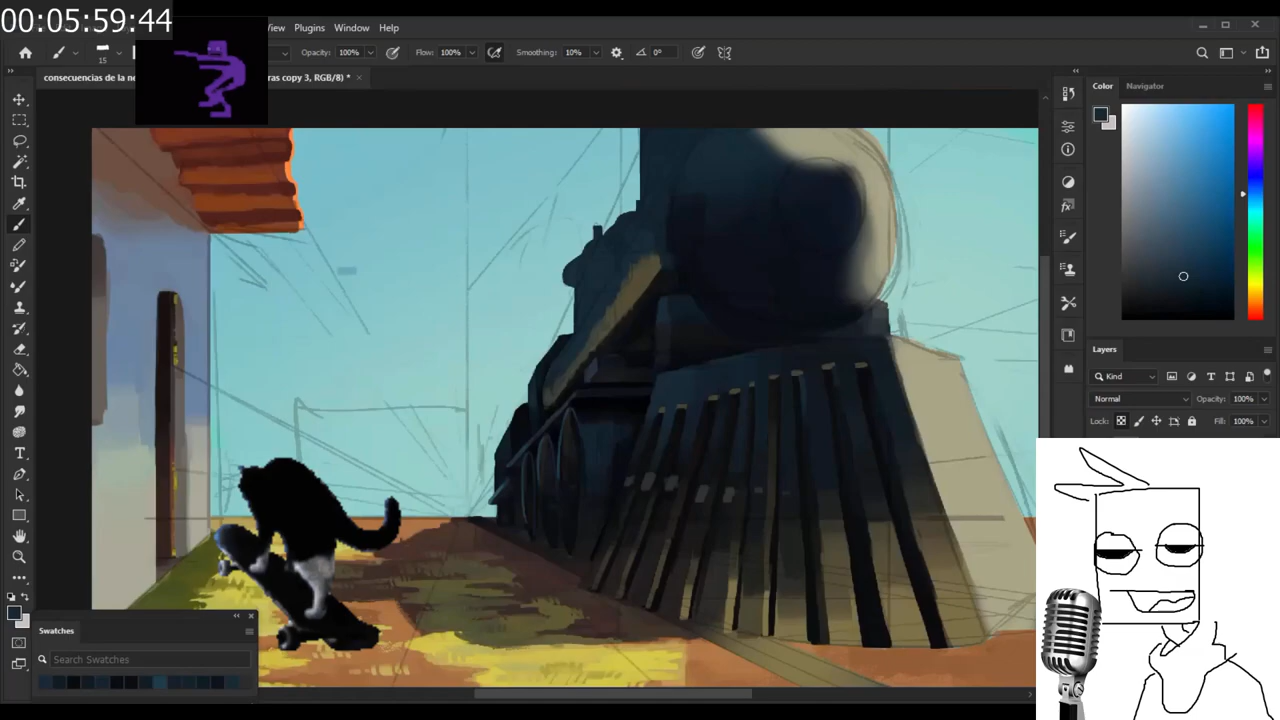 00:05:59:44
View Plugins Window Help
15 Opacity: 100% Flow: 100% Smoothing: 10% 0°
consecuencias de la ne
ras copy 3, RGB/8) * ×
Color Navigator
Layers
Kind
Normal Opacity: 100%
Lock: Fill: 100%
Swatches
Search Swatches